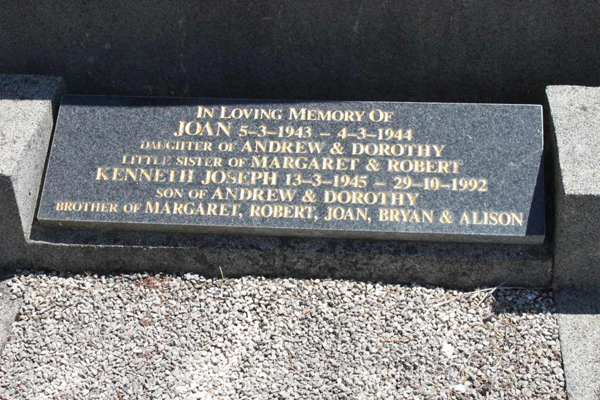 In Loving Memory Of
JOAN 5-3-1943 - 4-3-1944
DAUGHTER OF ANDREW & DOROTHY
LITTLE SISTER OF MARGARET & ROBERT
KENNETH JOSEPH 13-3-1945 - 29-10-1992
SON OF ANDREW & DOROTHY
BROTHER OF MARGARET, ROBERT, JOAN, BRYAN & ALISON